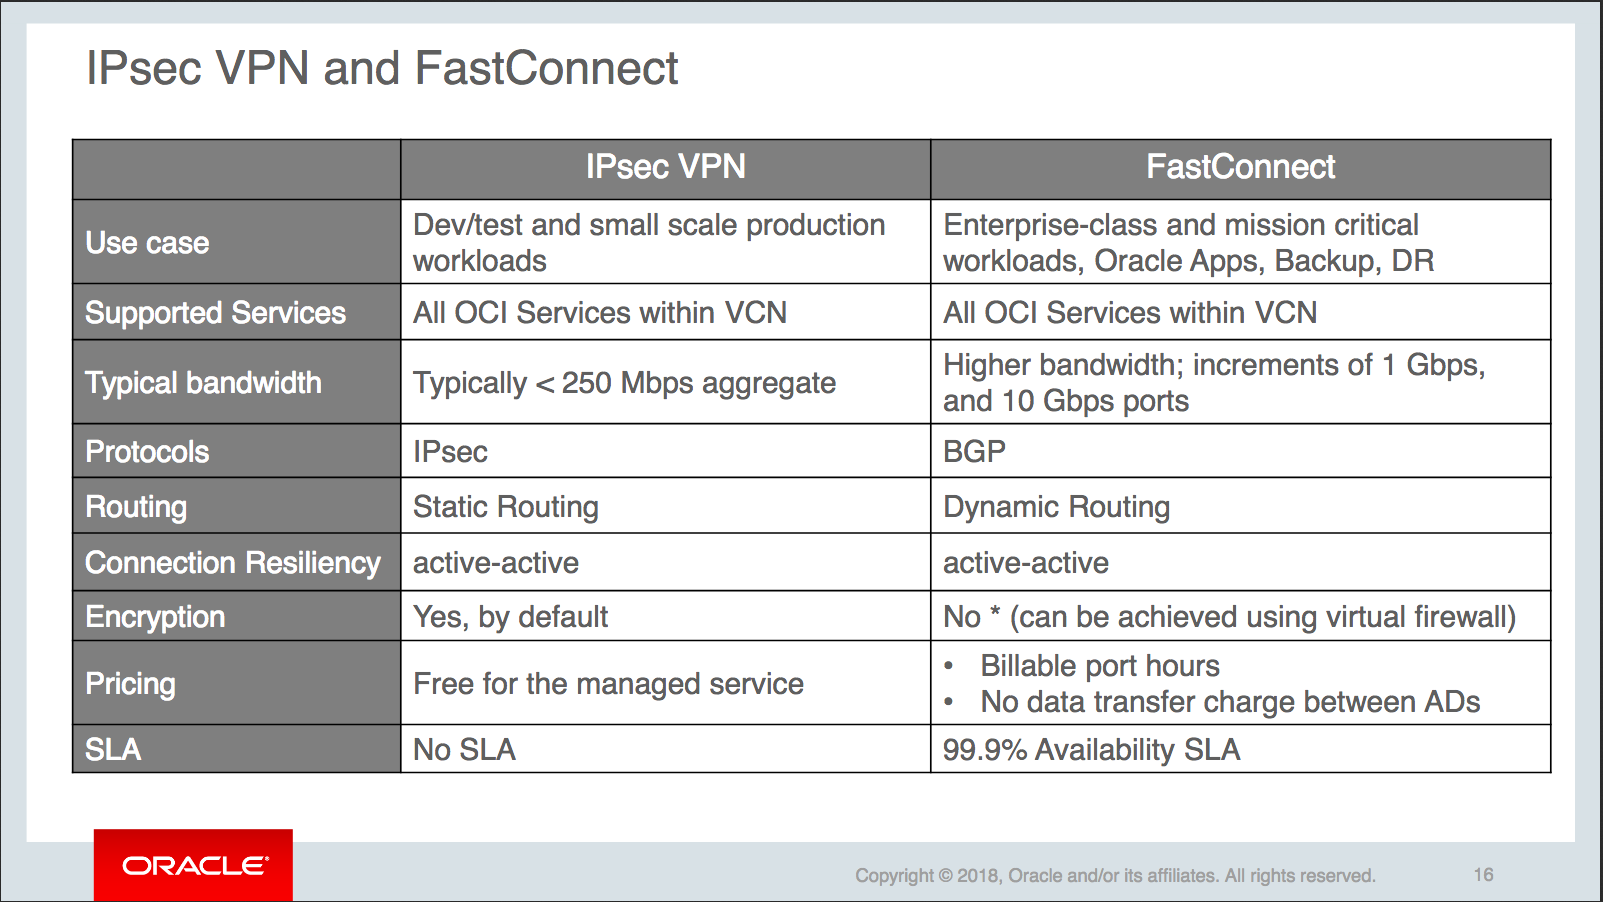 IPsec VPN and FastConnect
IPsec VPN
FastConnect
Use case
Dev/test and small scale production
workloads
Enterprise-class and mission critical
workloads, Oracle Apps, Backup, DR
Supported Services
All OCI Services within VCN
All OCI Services within VCN
Typical bandwidth
Typically < 250 Mbps aggregate
Higher bandwidth; increments of 1 Gbps,
and 10 Gbps ports
Protocols
IPsec
BGP
Routing
Static Routing
Dynamic Routing
Connection Resiliency
active-active
active-active
Encryption
Yes, by default
No * (can be achieved using virtual firewall)
Pricing
Free for the managed service
• Billable port hours
• No data transfer charge between ADs
SLA
No SLA
99.9% Availability SLA
ORACLE®
Copyright © 2018, Oracle and/or its affiliates. All rights reserved.
16